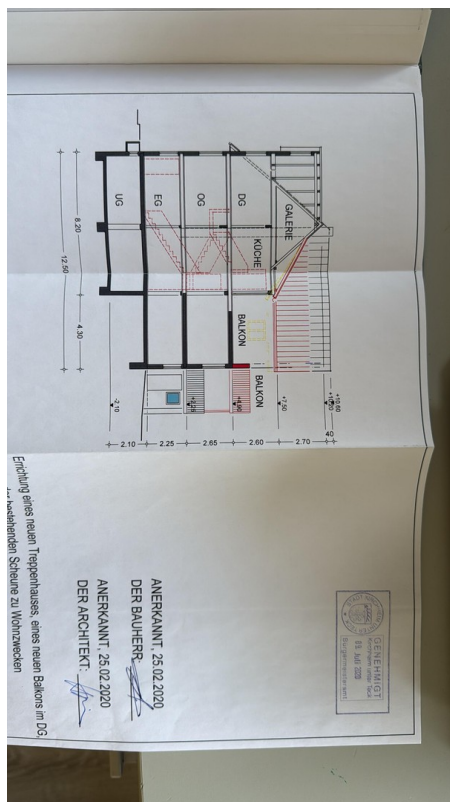 GALERIE
DG
KÜCHE
BALKON
BALKON
OG
EG
UG
8.20
4.30
12.50
+10.60
+7.50
-2.10
40
2.70
2.60
2.65
2.25
2.10
GENEHMIGT
Bürgermeisteramt
ANERKANNT, 25.02.2020
DER BAUHERR:
ANERKANNT, 25.02.2020
DER ARCHITEKT:
Errichtung eines neuen Treppenhauses, eines neuen Balkons im DG,
der bestehenden Scheune zu Wohnzwecken